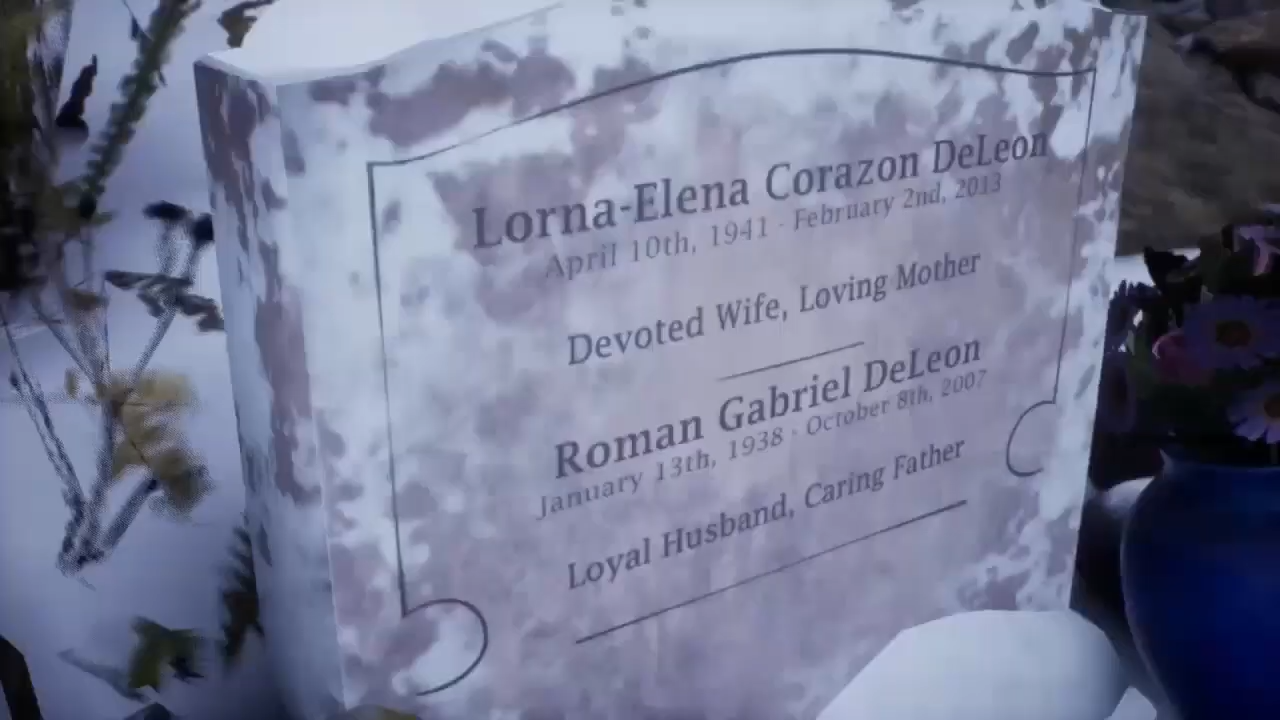 Lorna-Elena Corazon DeLeon
April 10th, 1941 - February 2nd, 2013
Devoted Wife, Loving Mother
Roman Gabriel DeLeon
January 13th, 1938 - October 8th, 2007
Loyal Husband, Caring Father